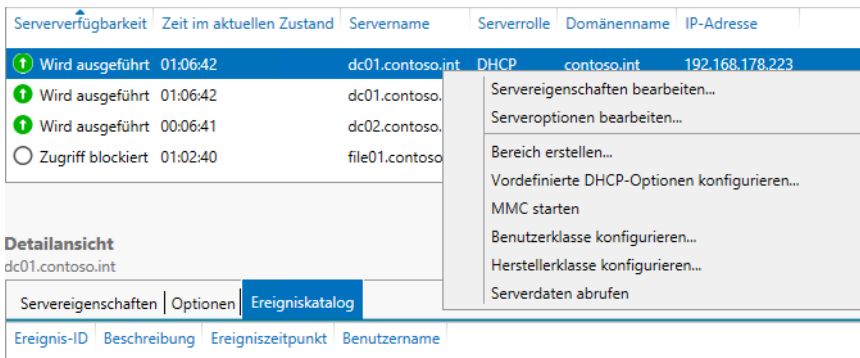 Serververfügbarkeit Zeit im aktuellen Zustand Servername Serverrolle Domänenname IP-Adresse
Wird ausgeführt 01:06:42 dc01.contoso.int DHCP contoso.int 192.168.178.223
Wird ausgeführt 01:06:42 dc01.contoso.
Wird ausgeführt 00:06:41 dc02.contoso.
Zugriff blockiert 01:02:40 file01.contoso
Servereigenschaften bearbeiten...
Serveroptionen bearbeiten...
Bereich erstellen...
Vordefinierte DHCP-Optionen konfigurieren...
MMC starten
Benutzerklasse konfigurieren...
Herstellerklasse konfigurieren...
Serverdaten abrufen
Detailansicht
dc01.contoso.int
Servereigenschaften Optionen Ereigniskatalog
Ereignis-ID Beschreibung Ereigniszeitpunkt Benutzername